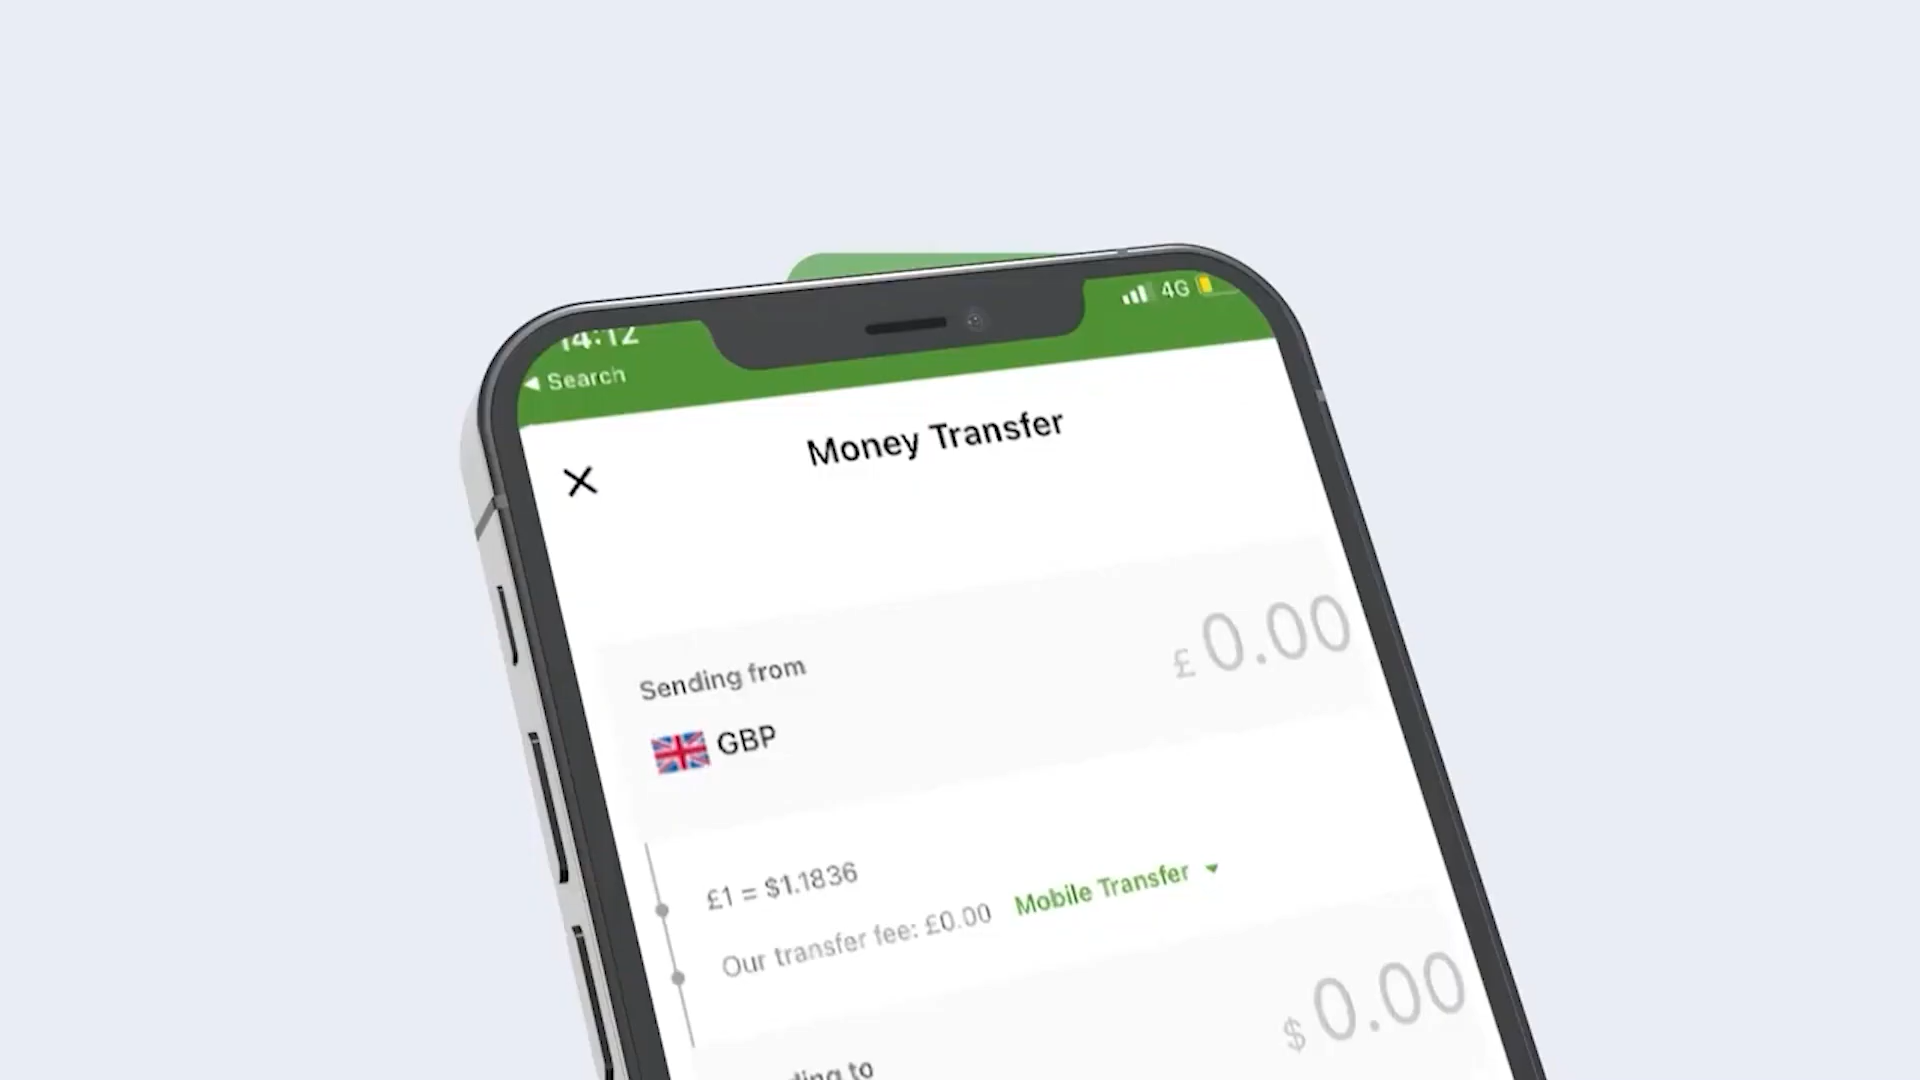 14:12
4G
Search
Money Transfer
Sending from
£ 0.00
GBP
£1 = $1.1836
Our transfer fee: £0.00 Mobile Transfer
$ 0.00
to